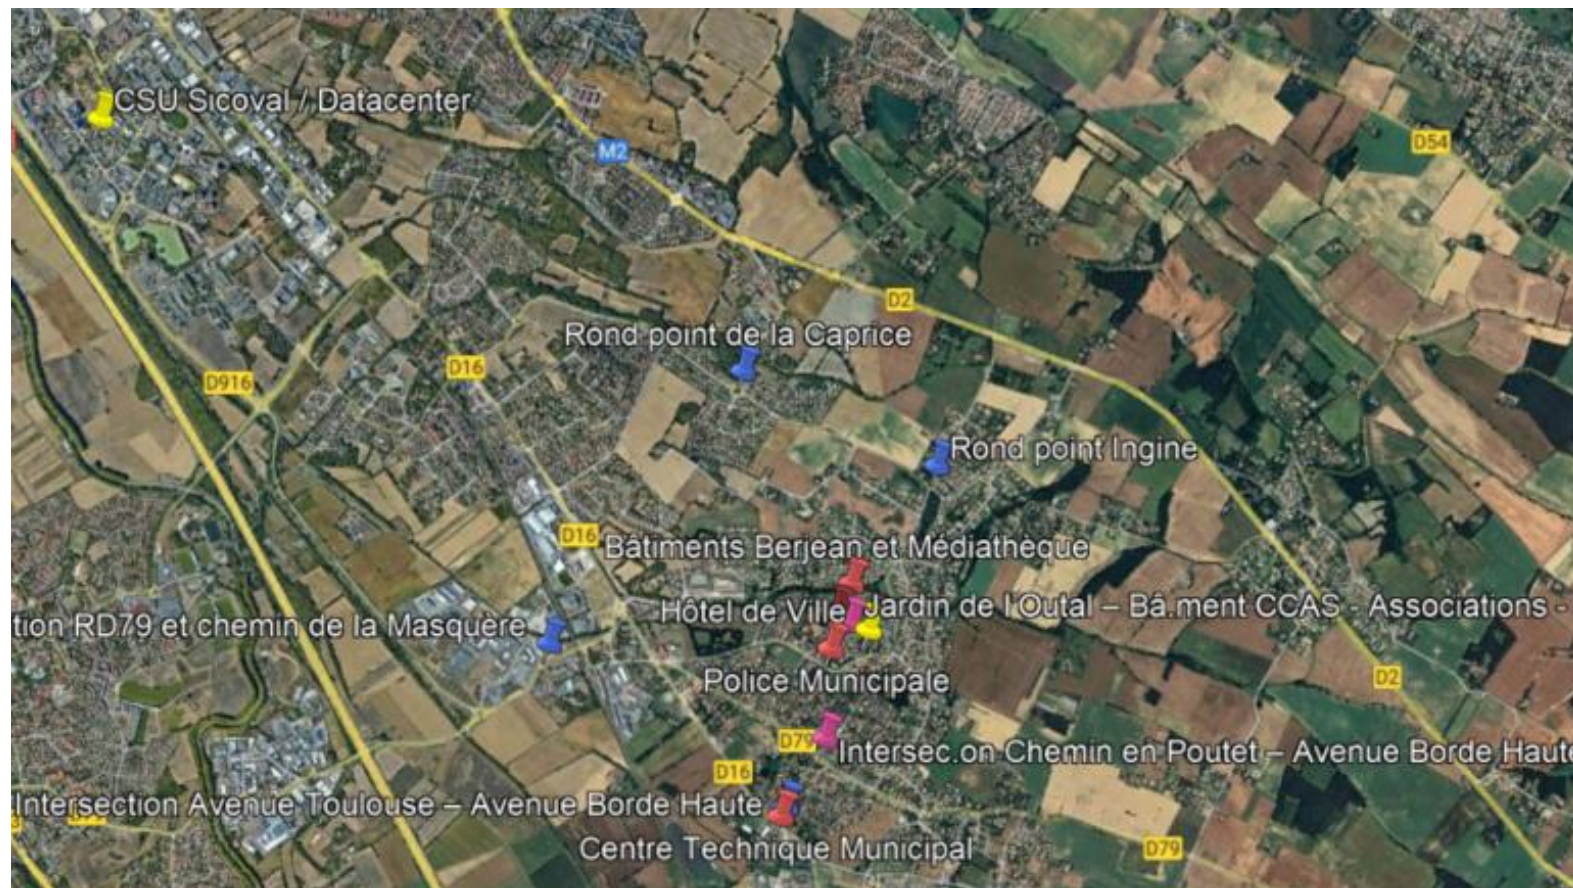 CSU Sicoval / Datacenter
M2
D54
D2
Rond point de la Caprice
D16
D916
Rond point Ingine
D16
Bâtiments Berjean et Médiathèque
Hôtel de Ville
Jardin de l'Outal – Bâ.ment CCAS - Associations -
tion RD79 et chemin de la Masquère
Police Municipale
D2
D79
Intersec.on Chemin en Poutet – Avenue Borde Haute
D16
Intersection Avenue Toulouse – Avenue Borde Haute
Centre Technique Municipal
D79